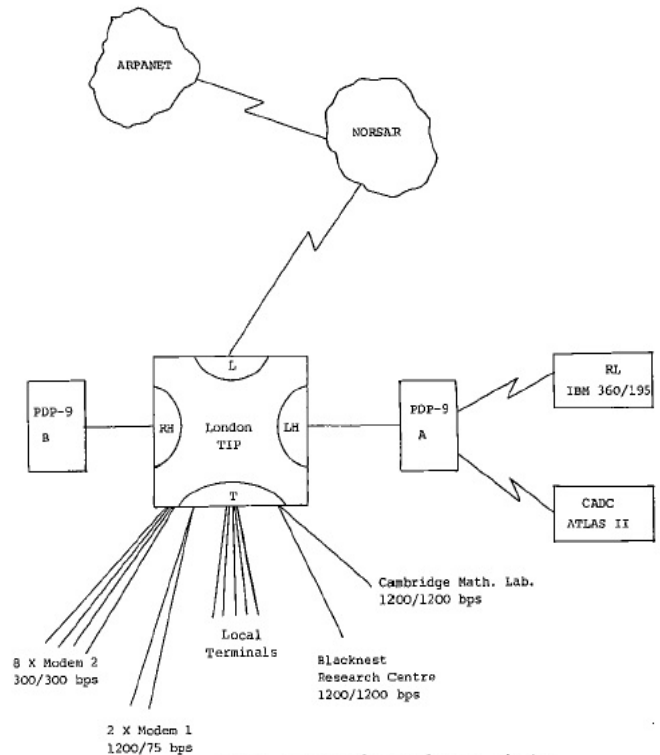 ARPANET
NORSAR
L
RL
IBM 360/195
PDP-9
B
RH
London
TIP
LH
PDP-9
A
T
CADC
ATLAS II
Cambridge Math. Lab.
1200/1200 bps
Local
Terminals
8 X Modem 2
300/300 bps
Blacknest
Research Centre
1200/1200 bps
2 X Modem 1
1200/75 bps